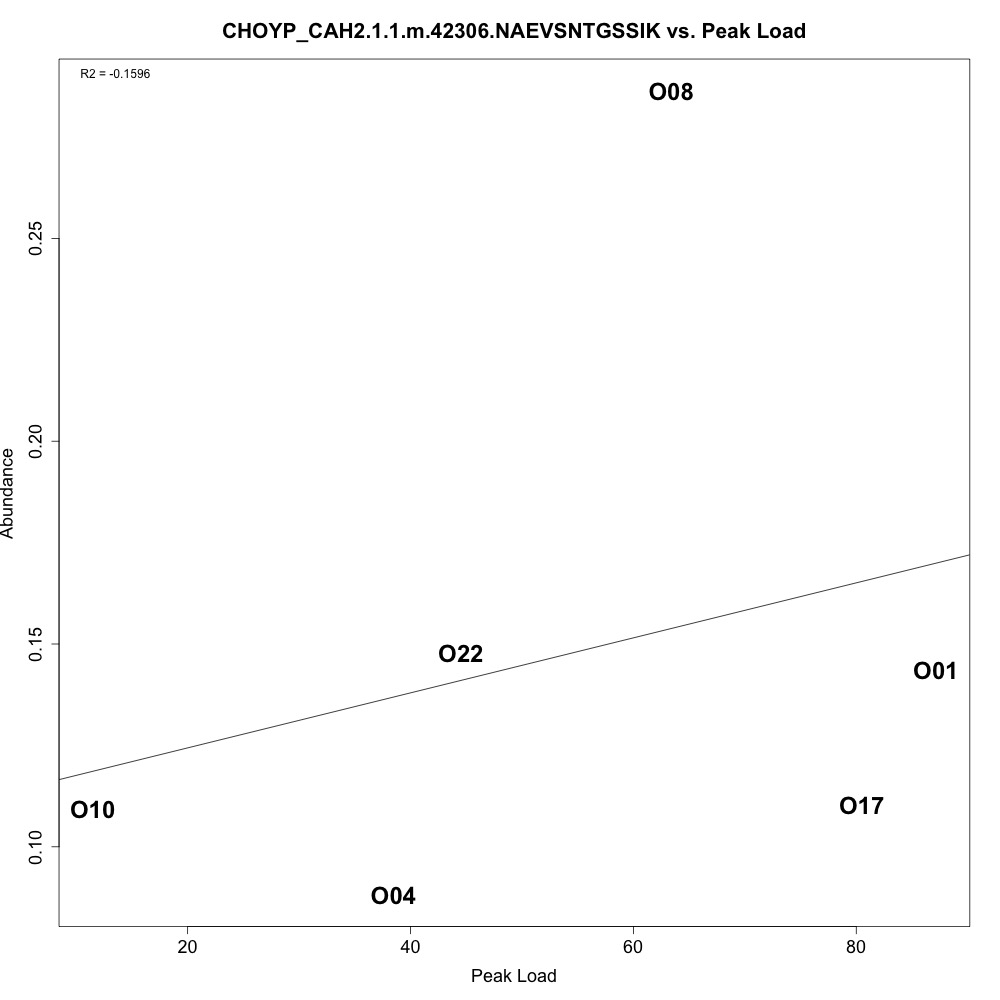 CHOYP_CAH2.1.1.m.42306.NAEVSNTGSSIK vs. Peak Load
R2 = -0.1596
O08
0.25
0.20
Abundance
0.15
O22
O01
O10
O17
0.10
O04
20 40 60 80
Peak Load